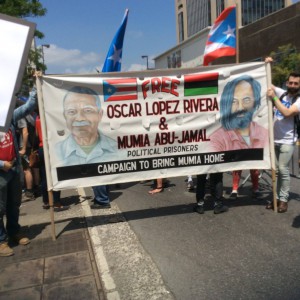 FREE
OSCAR LOPEZ RIVERA
&
MUMIA ABU-JAMAL
POLITICAL PRISONERS
CAMPAIGN TO BRING MUMIA HOME